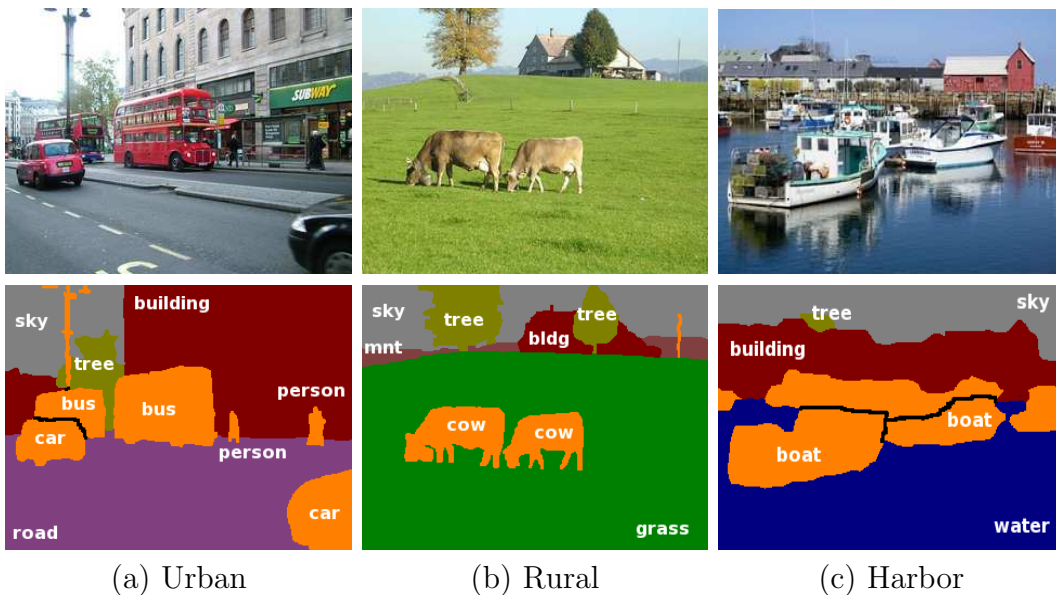 SUBWAY
sky
building
tree
person
bus
bus
car
person
car
road
sky
tree
tree
bldg
mnt
cow
cow
grass
sky
tree
building
boat
boat
water
(a) Urban
(b) Rural
(c) Harbor